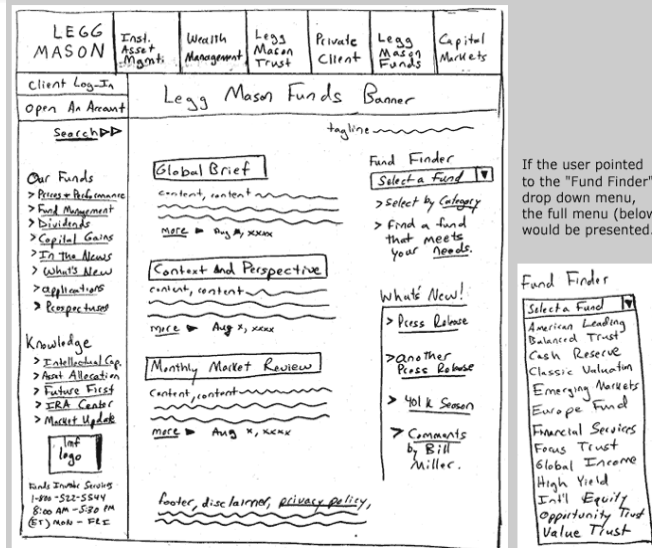 LEGG
MASON
Inst.
Asset
Mgmt.
Wealth
Management
Legg
Mason
Trust
Private
Client
Legg
Mason
Funds
Capital
Markets
Client Log-In
Open An Account
Legg Mason Funds Banner
Search
tagline
Our Funds
> Prices + Performance
> Fund Management
> Dividends
> Capital Gains
> In The News
> What's New
> applications
> Prospectuses
Knowledge
> Intellectual Cap.
> Asset Allocation
> Future First
> IRA Center
> Market Update
lmf
logo
Funds Investor Services
1-800-522-5544
8:00 AM - 5:30 PM
(ET) MON - FRI
Global Brief
content, content
more ► Aug x, xxxx
Context And Perspective
content, content
more ► Aug x, xxxx
Monthly Market Review
Content, content
more ► Aug x, xxxx
footer, disclaimer, privacy policy,
Fund Finder
Select a Fund
> Select by Category
> Find a fund
that meets
your needs.
What's New!
> Press Release
> another
Press Release
> 401k Season
> Comments
by Bill
Miller.
If the user pointed
to the "Fund Finder"
drop down menu,
the full menu (below
would be presented.
Fund Finder
Select a Fund
American Leading
Balanced Trust
Cash Reserve
Classic Valuation
Emerging Markets
Europe Fund
Financial Services
Focus Trust
Global Income
High Yield
Int'l Equity
Opportunity Trust
Value Trust